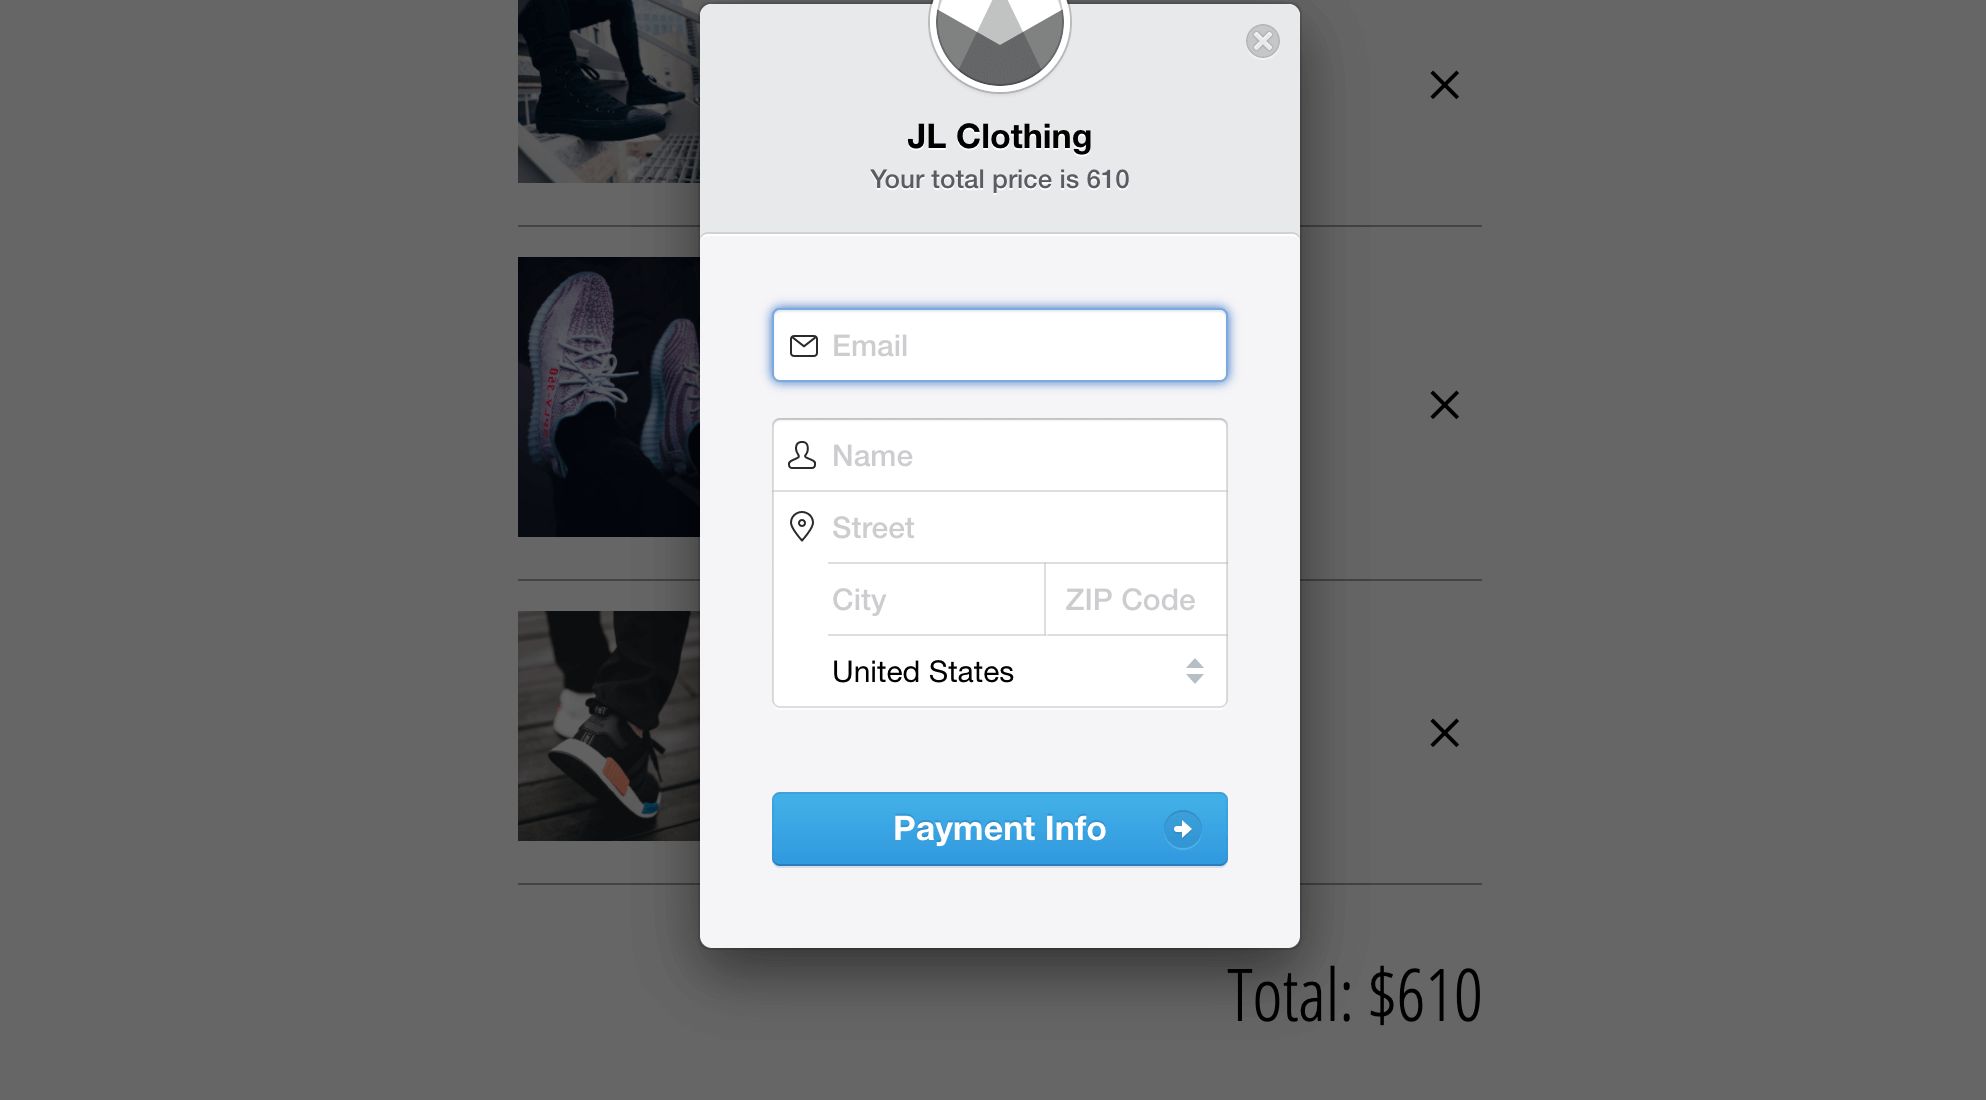 JL Clothing
Your total price is 610
Email
Name
Street
City ZIP Code
United States
Payment Info
Total: $610